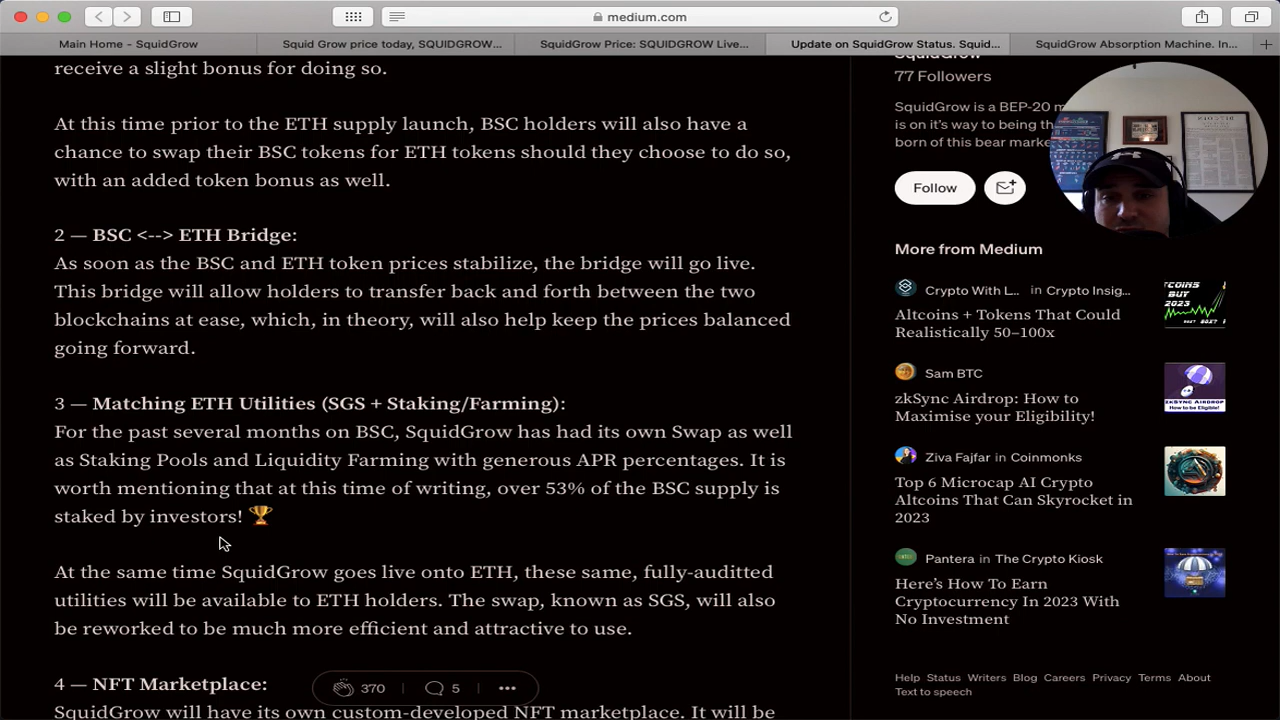 medium.com
Main Home - SquidGrow
Squid Grow price today, SQUIDGROW...
SquidGrow Price: SQUIDGROW Live...
Update on SquidGrow Status. Squid...
SquidGrow Absorption Machine. In...
receive a slight bonus for doing so.
At this time prior to the ETH supply launch, BSC holders will also have a
chance to swap their BSC tokens for ETH tokens should they choose to do so,
with an added token bonus as well.
2 — BSC <--> ETH Bridge:
As soon as the BSC and ETH token prices stabilize, the bridge will go live.
This bridge will allow holders to transfer back and forth between the two
blockchains at ease, which, in theory, will also help keep the prices balanced
going forward.
3 — Matching ETH Utilities (SGS + Staking/Farming):
For the past several months on BSC, SquidGrow has had its own Swap as well
as Staking Pools and Liquidity Farming with generous APR percentages. It is
worth mentioning that at this time of writing, over 53% of the BSC supply is
staked by investors! 🏆
At the same time SquidGrow goes live onto ETH, these same, fully-auditted
utilities will be available to ETH holders. The swap, known as SGS, will also
be reworked to be much more efficient and attractive to use.
4 — NFT Marketplace:
SquidGrow will have its own custom-developed NFT marketplace. It will be
370
5
SquidGrow
77 Followers
SquidGrow is a BEP-20
is on it's way to being th
born of this bear marke
Follow
More from Medium
Crypto With L... in Crypto Insig...
Altcoins + Tokens That Could
Realistically 50–100x
Sam BTC
zkSync Airdrop: How to
Maximise your Eligibility!
Ziva Fajfar in Coinmonks
Top 6 Microcap AI Crypto
Altcoins That Can Skyrocket in
2023
Pantera in The Crypto Kiosk
Here's How To Earn
Cryptocurrency In 2023 With
No Investment
Help Status Writers Blog Careers Privacy Terms About
Text to speech